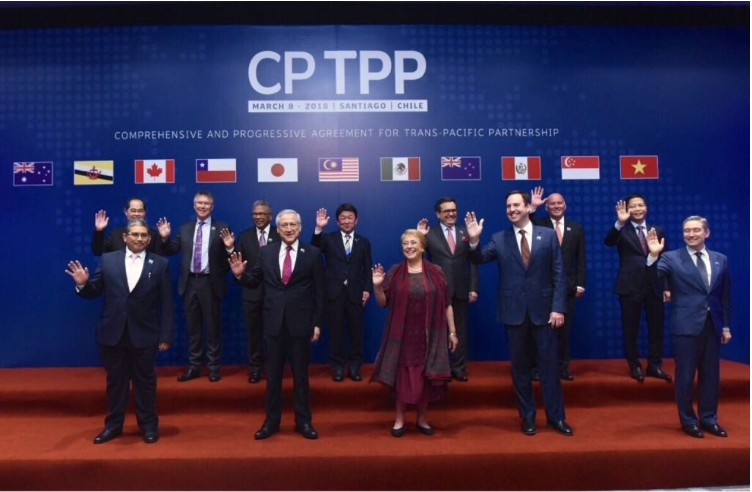 CPTPP
MARCH 8 - 2018 | SANTIAGO | CHILE
COMPREHENSIVE AND PROGRESSIVE AGREEMENT FOR TRANS-PACIFIC PARTNERSHIP